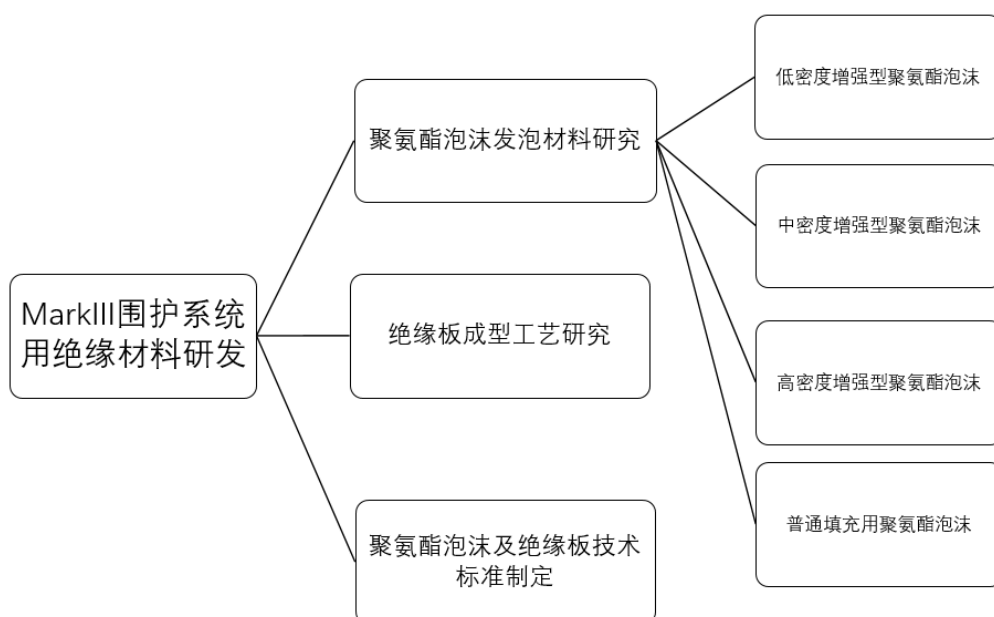 MarkIII围护系统
用绝缘材料研发
聚氨酯泡沫发泡材料研究
绝缘板成型工艺研究
聚氨酯泡沫及绝缘板技术
标准制定
低密度增强型聚氨酯泡沫
中密度增强型聚氨酯泡沫
高密度增强型聚氨酯泡沫
普通填充用聚氨酯泡沫